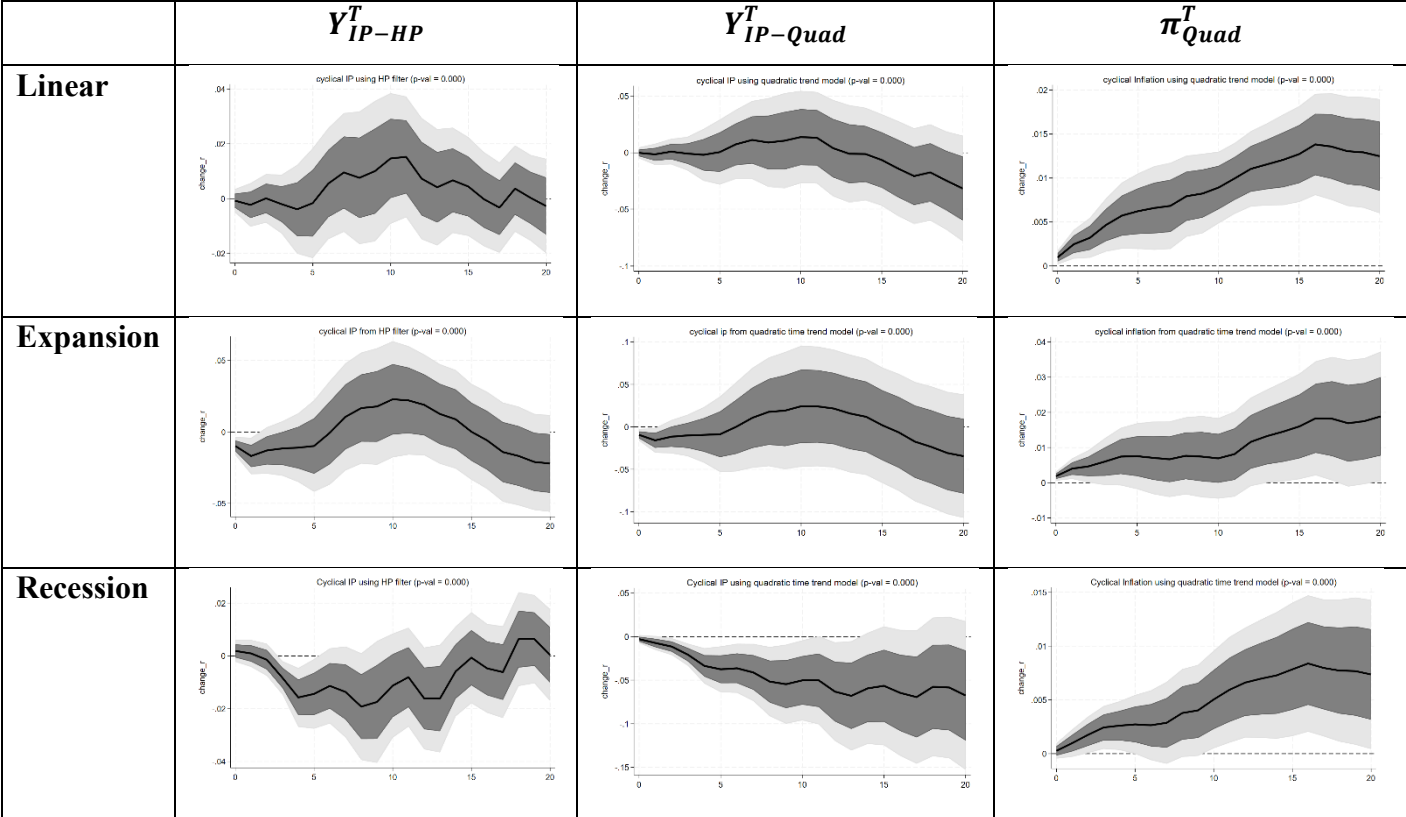 Y^T_{IP-HP} Y^T_{IP-Quad} π^T_{Quad}
Linear
cyclical IP using HP filter (p-val = 0.000)
change_r
.04
.02
0
-.02
0 5 10 15 20
cyclical IP using quadratic trend model (p-val = 0.000)
change_r
.05
0
-.05
-.1
0 5 10 15 20
cyclical Inflation using quadratic trend model (p-val = 0.000)
change_r
.02
.015
.01
.005
0
0 5 10 15 20
Expansion
cyclical IP from HP filter (p-val = 0.000)
change_r
.05
0
-.05
0 5 10 15 20
cyclical ip from quadratic time trend model (p-val = 0.000)
change_r
.1
.05
0
-.05
-.1
0 5 10 15 20
cyclical inflation from quadratic time trend model (p-val = 0.000)
change_r
.04
.03
.02
.01
0
-.01
0 5 10 15 20
Recession
Cyclical IP using HP filter (p-val = 0.000)
change_r
.02
0
-.02
-.04
0 5 10 15 20
Cyclical IP using quadratic time trend model (p-val = 0.000)
change_r
.05
0
-.05
-.1
-.15
0 5 10 15 20
Cyclical Inflation using quadratic time trend model (p-val = 0.000)
change_r
.015
.01
.005
0
0 5 10 15 20